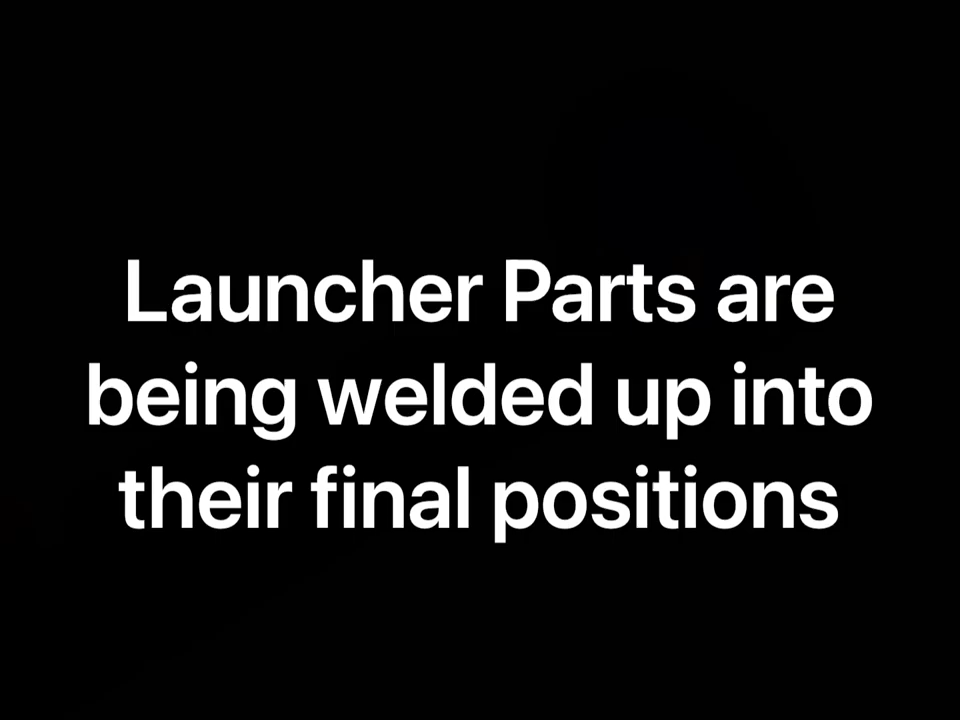 Launcher Parts are
being welded up into
their final positions